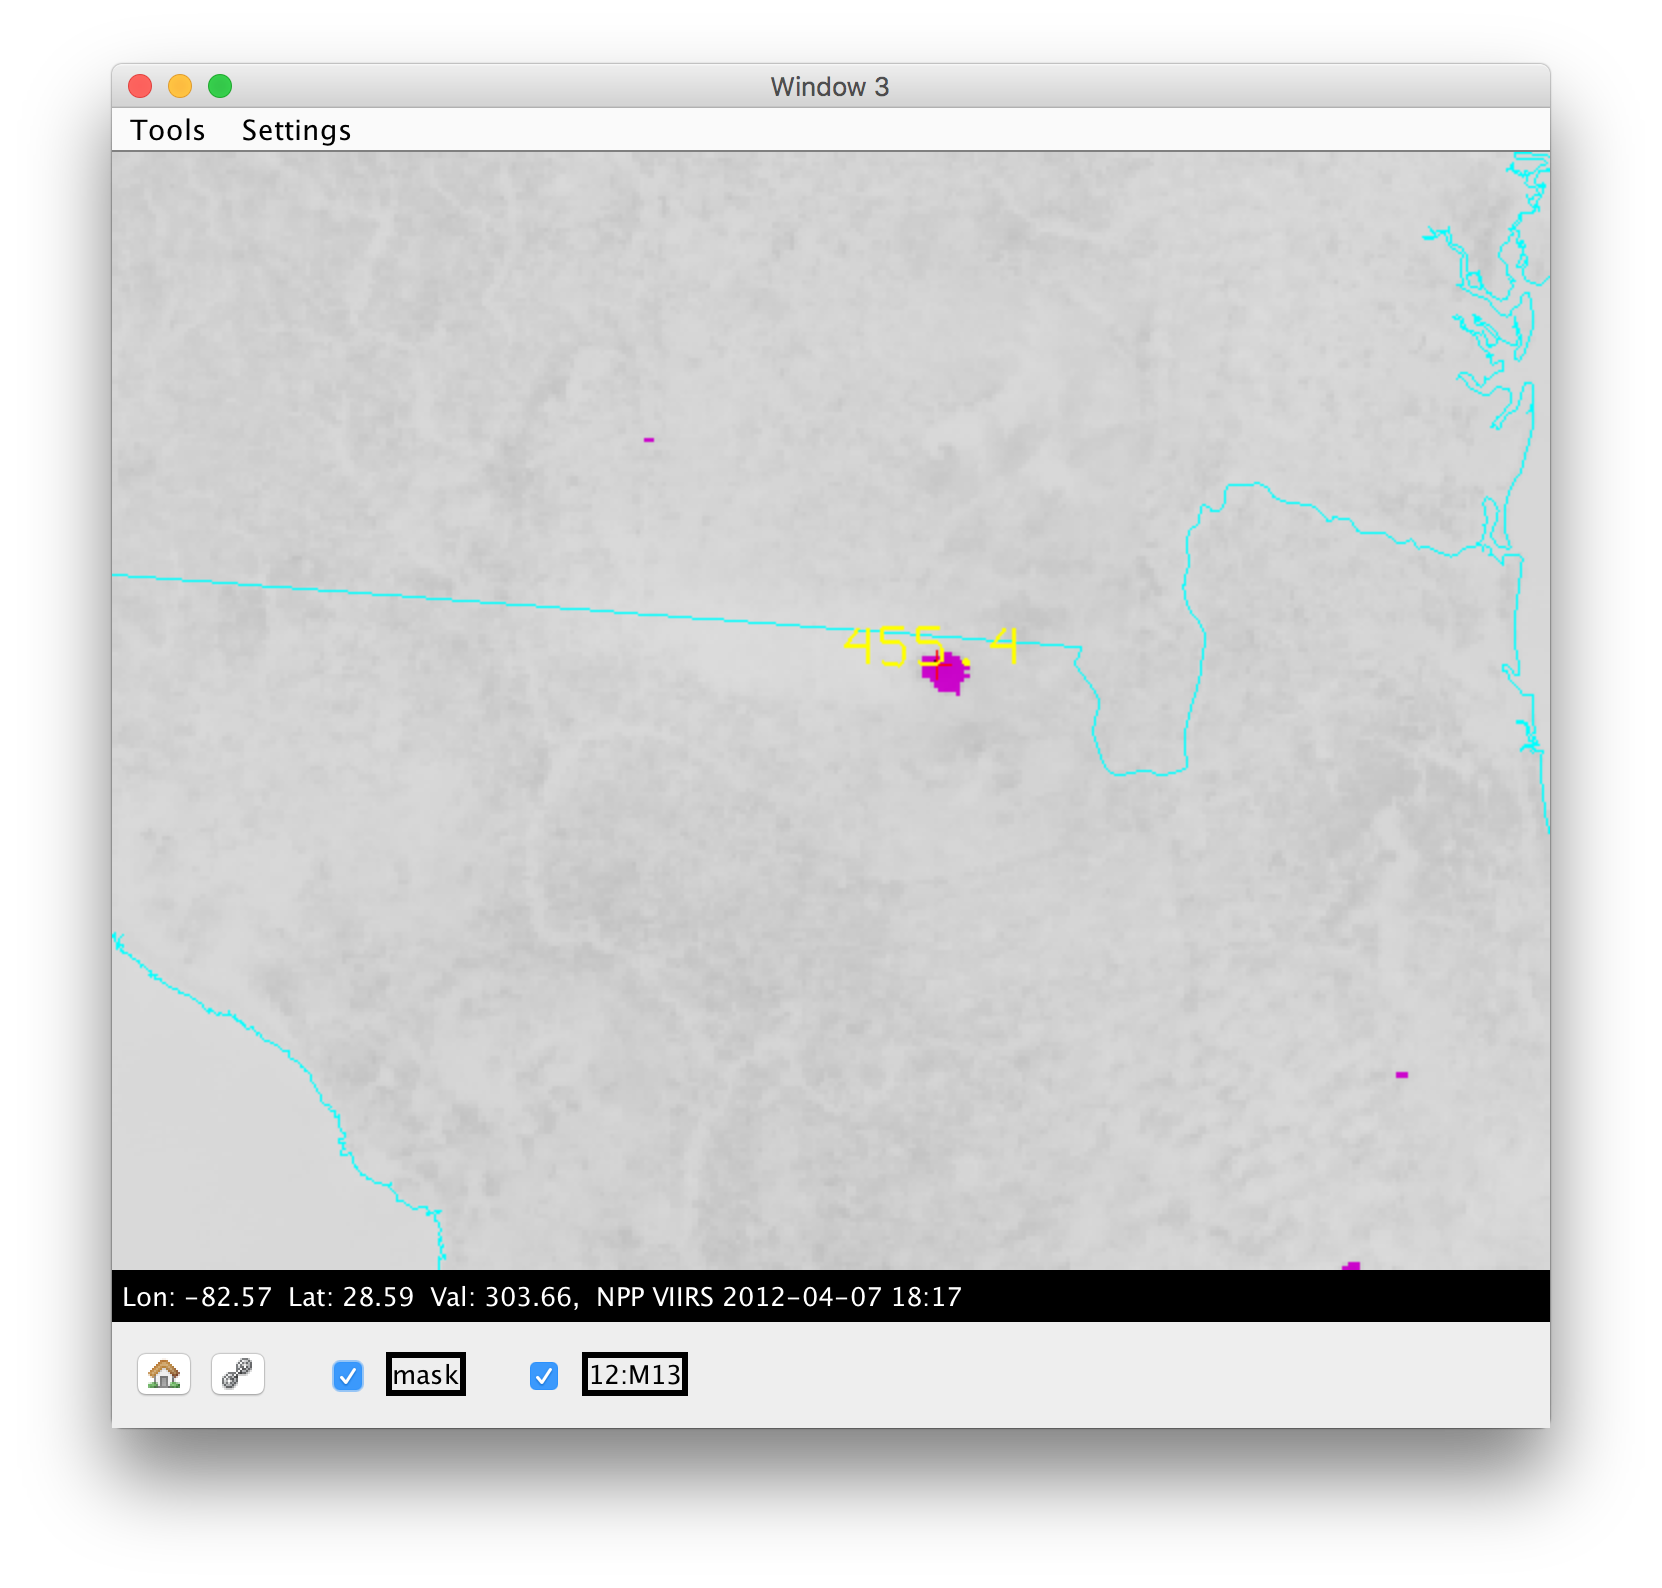 Window 3
Tools Settings
455.4
Lon: -82.57 Lat: 28.59 Val: 303.66, NPP VIIRS 2012-04-07 18:17
mask 12:M13